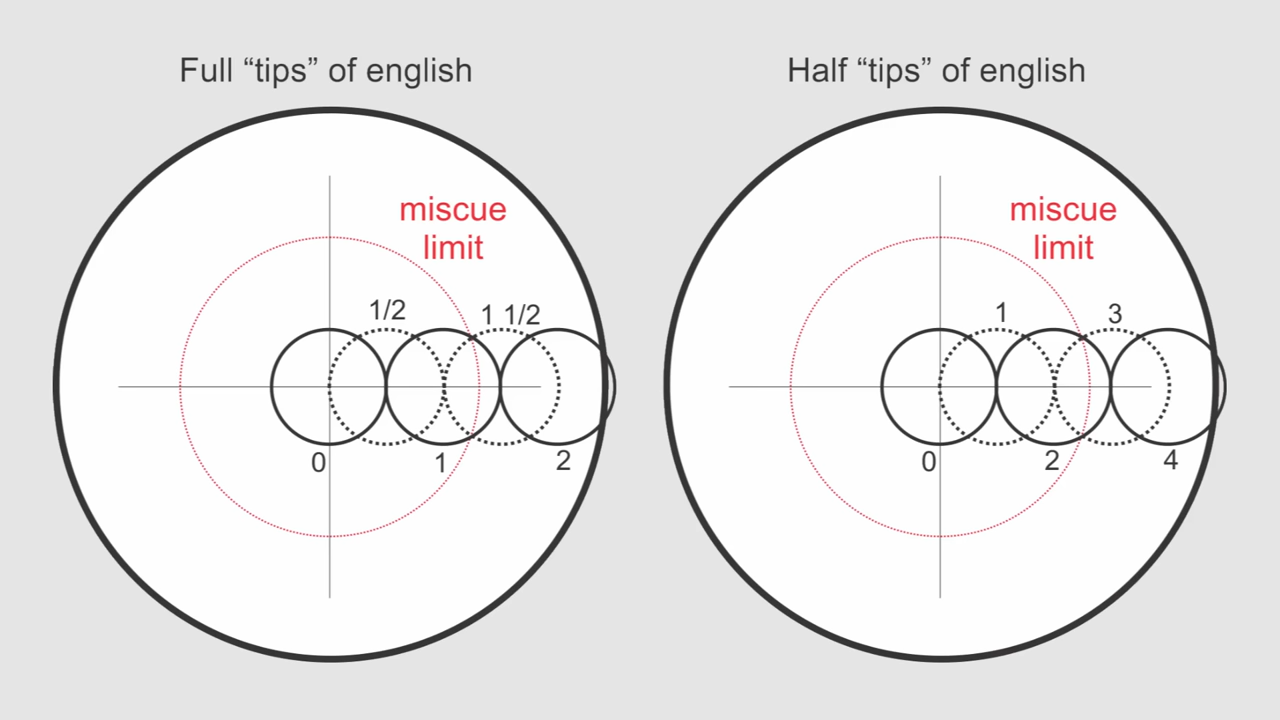 Full “tips” of english
miscue
limit
1/2
1 1/2
0
1
2
Half “tips” of english
miscue
limit
1
3
0
2
4